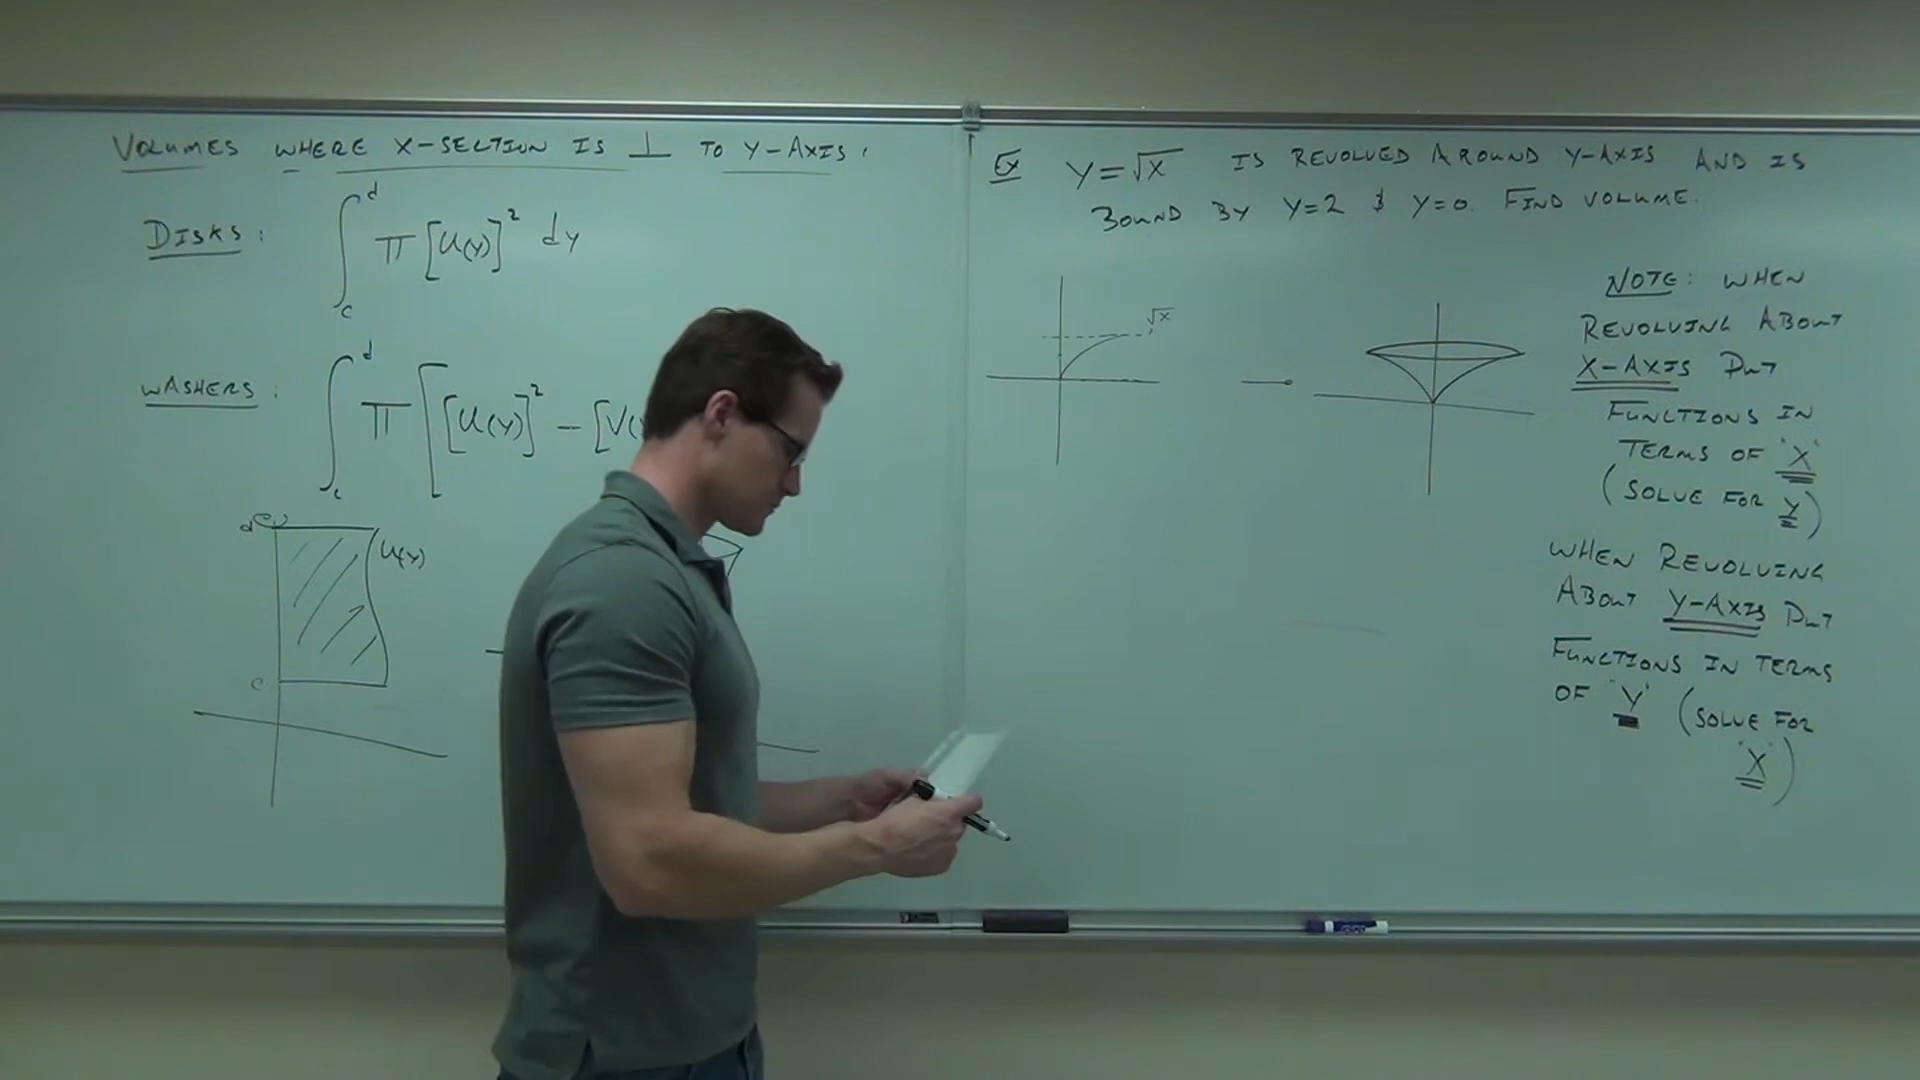 VOLUMES WHERE X-SECTION IS ⊥ TO Y-AXIS:
DISKS: ∫ d c π [U(Y)]² dy
WASHERS: ∫ d c π [[U(Y)]² - [V(
d
U(Y)
c
EX Y=√X IS REVOLVED AROUND Y-AXIS AND IS
BOUND BY Y=2 & Y=0. FIND VOLUME.
√X
NOTE: WHEN
REVOLVING ABOUT
X-AXIS PUT
FUNCTIONS IN
TERMS OF "X"
(SOLVE FOR Y)
WHEN REVOLVING
ABOUT Y-AXIS PUT
FUNCTIONS IN TERMS
OF "Y" (SOLVE FOR
"X")